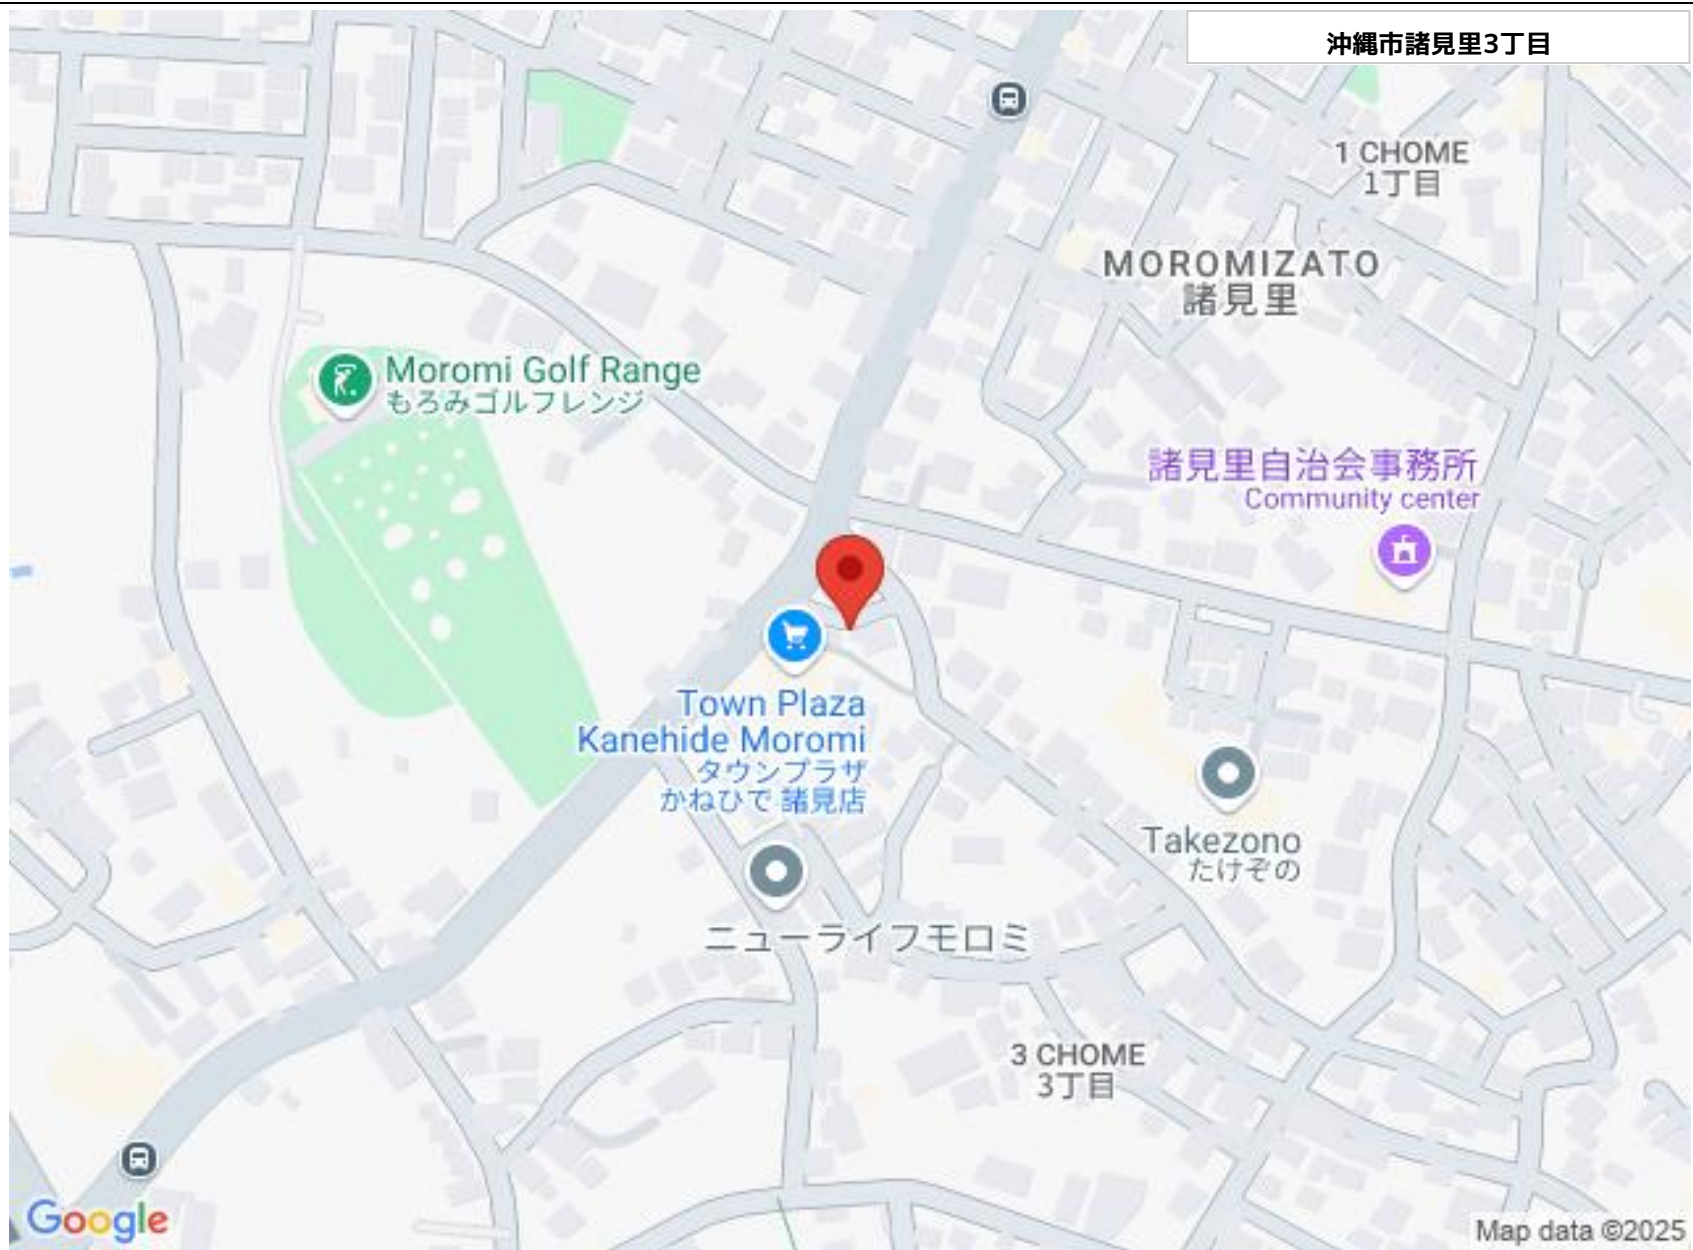 沖縄市諸見里3丁目
1 CHOME
1丁目
MOROMIZATO
諸見里
Moromi Golf Range
もろみゴルフレンジ
諸見里自治会事務所
Community center
Town Plaza
Kanehide Moromi
タウンプラザ
かねひで 諸見店
Takezono
たけぞの
ニューライフモロミ
3 CHOME
3丁目
Google
Map data ©2025